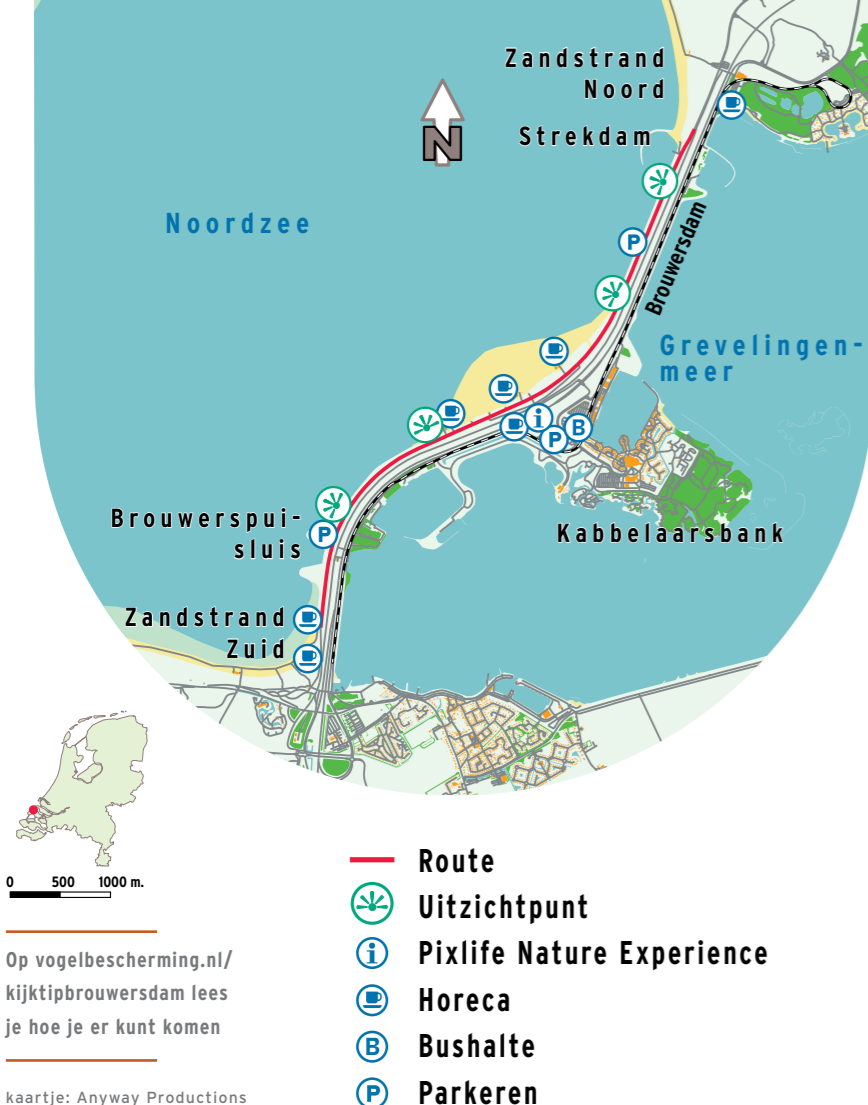 Zandstrand
Noord
Strekdam
N
Noordzee
P
Brouwersdam
Grevelingen-
meer
i
P
B
Brouwerspui-
sluis
P
Kabbelaarsbank
Zandstrand
Zuid
0 500 1000 m.
Route
Uitzichtpunt
i Pixlife Nature Experience
Horeca
B Bushalte
P Parkeren
Op vogelbescherming.nl/
kijktipbrouwersdam lees
je hoe je er kunt komen
kaartje: Anyway Productions